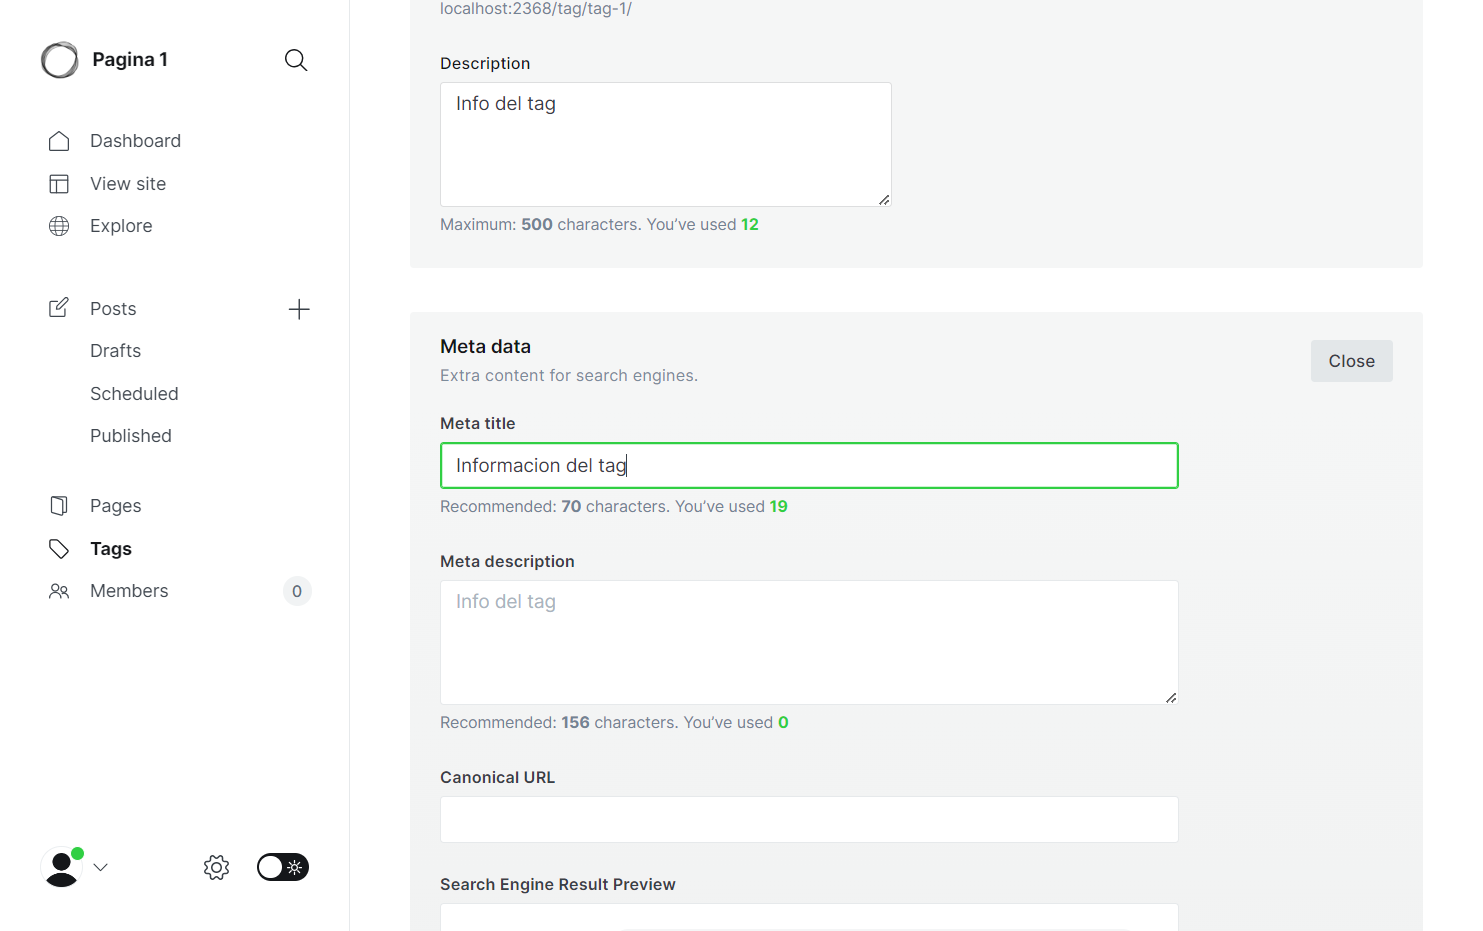 localhost:2368/tag/tag-1/
Pagina 1
Dashboard
View site
Explore
Posts
Drafts
Scheduled
Published
Pages
Tags
Members
0
Description
Info del tag
Maximum: 500 characters. You’ve used 12
Meta data
Extra content for search engines.
Close
Meta title
Informacion del tag
Recommended: 70 characters. You’ve used 19
Meta description
Info del tag
Recommended: 156 characters. You’ve used 0
Canonical URL
Search Engine Result Preview